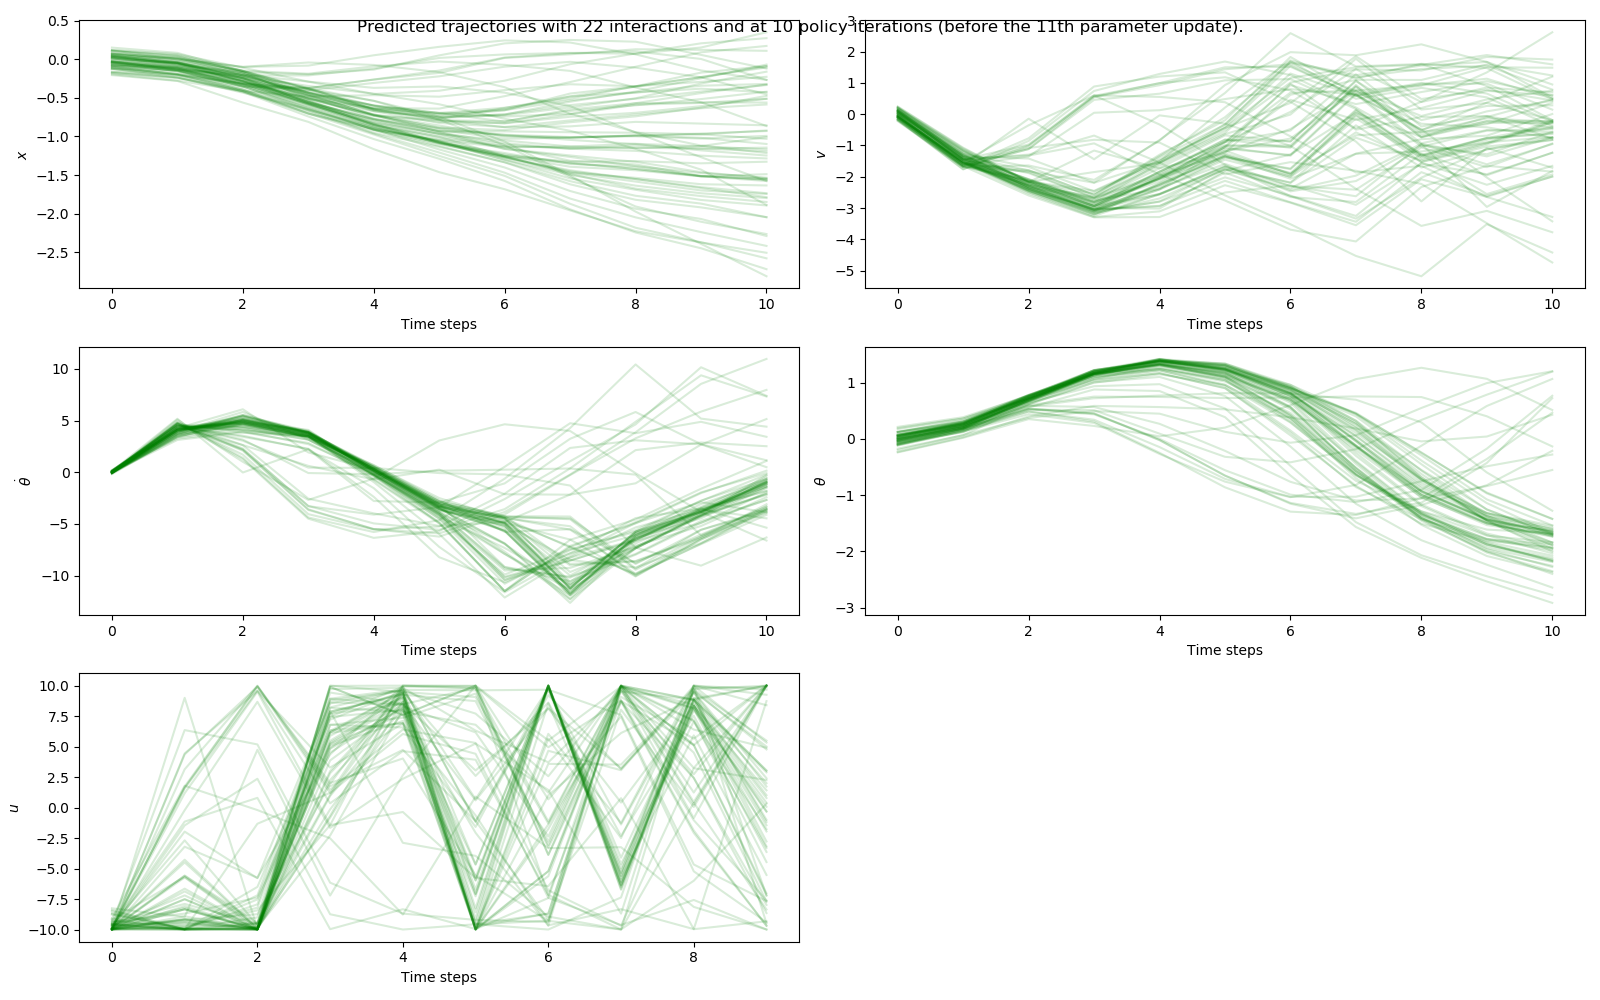 Predicted trajectories with 22 interactions and at 10 policy iterations (before the 11th parameter update).
0.5
0.0
−0.5
−1.0
−1.5
−2.0
−2.5
x
0 2 4 6 8 10
Time steps
3
2
1
0
−1
−2
−3
−4
−5
v
0 2 4 6 8 10
Time steps
10
5
0
−5
−10
θ̇
0 2 4 6 8 10
Time steps
1
0
−1
−2
−3
θ
0 2 4 6 8 10
Time steps
10.0
7.5
5.0
2.5
0.0
−2.5
−5.0
−7.5
−10.0
u
0 2 4 6 8
Time steps